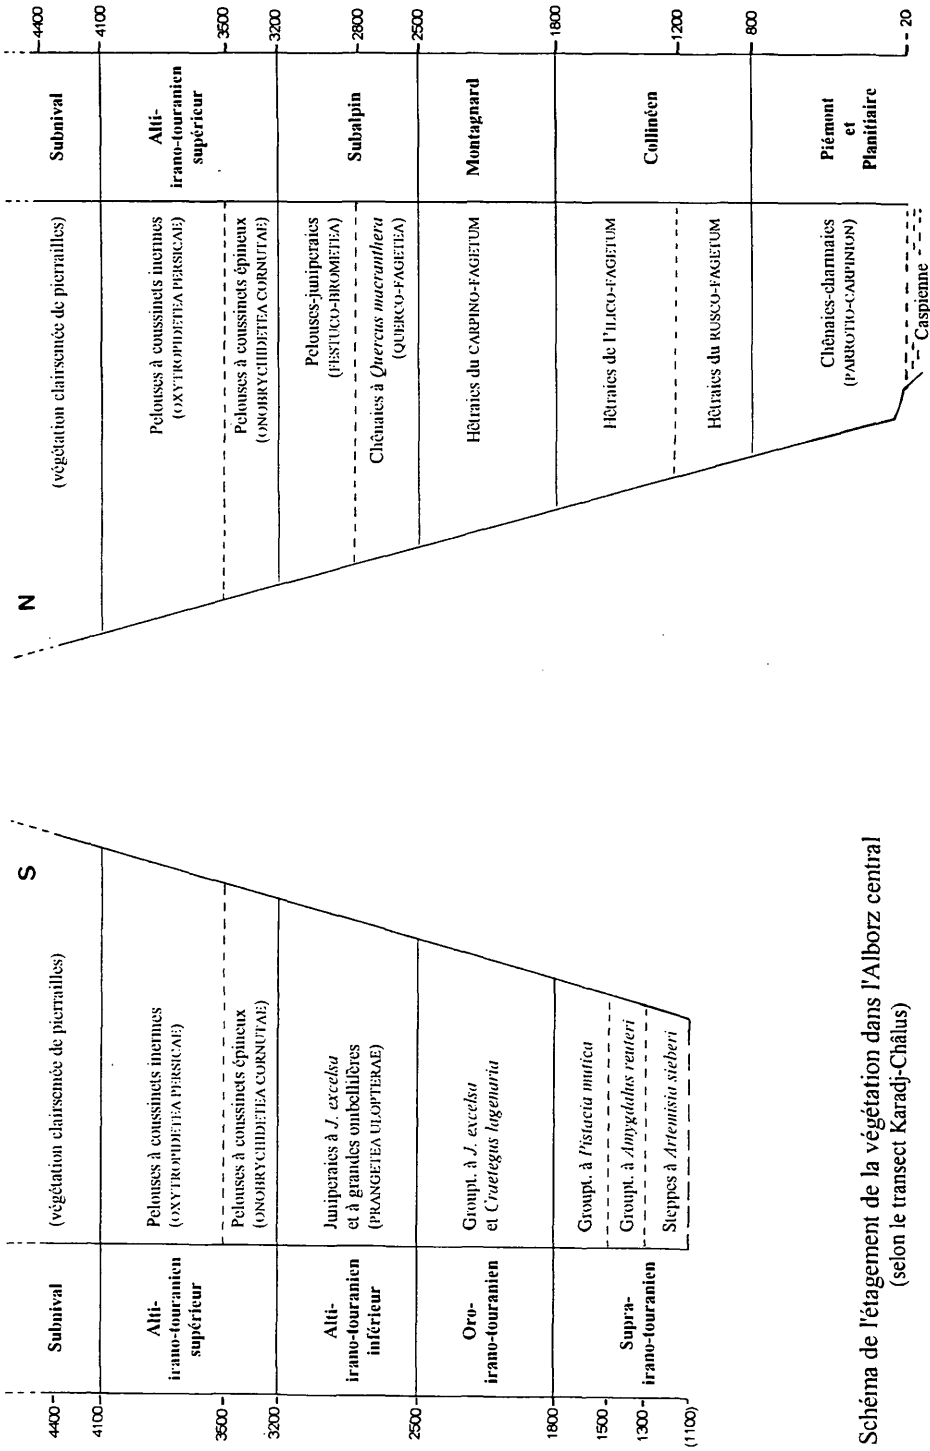 S
4400
4100
3500
3200
2500
1800
1500
1300
(1100)
Subnival
Alti-
irano-touranien
supérieur
Alti-
irano-touranien
inférieur
Oro-
irano-touranien
Supra-
irano-touranien
(végétation clairsemée de pierrailles)
Pelouses à coussinets inermes
(OXYTROPIDETEA PERSICAE)
Pelouses à coussinets épineux
(ONOBRYCHIDETEA CORNUTAE)
Juniperaies à J. excelsa
et à grandes ombellifères
(PRANGETEA ULOPTERAE)
Groupt. à J. excelsa
et Craetegus lagenaria
Groupt. à Pistacia mutica
Groupt. à Amygdalus reuteri
Steppes à Artemisia sieberi
N
(végétation clairsemée de pierrailles)
Pelouses à coussinets inermes
(OXYTROPIDETEA PERSICAE)
Pelouses à coussinets épineux
(ONOBRYCHIDETEA CORNUTAE)
Pelouses-juniperaies
(FESTUCO-BROMETEA)
Chênaies à Quercus macranthera
(QUERCO-FAGETEA)
Hêtraies du CARPINO-FAGETUM
Hêtraies de l'ILICO-FAGETUM
Hêtraies du RUSCO-FAGETUM
Chênaies-charmaies
(PARROTIO-CARPINION)
Caspienne
Subnival
Alti-
irano-touranien
supérieur
Subalpin
Montagnard
Collinéen
Piémont
et
Planitiaire
4400
4100
3500
3200
2800
2500
1800
1200
800
- 20
Schéma de l'étagement de la végétation dans l'Alborz central
(selon le transect Karadj-Châlus)